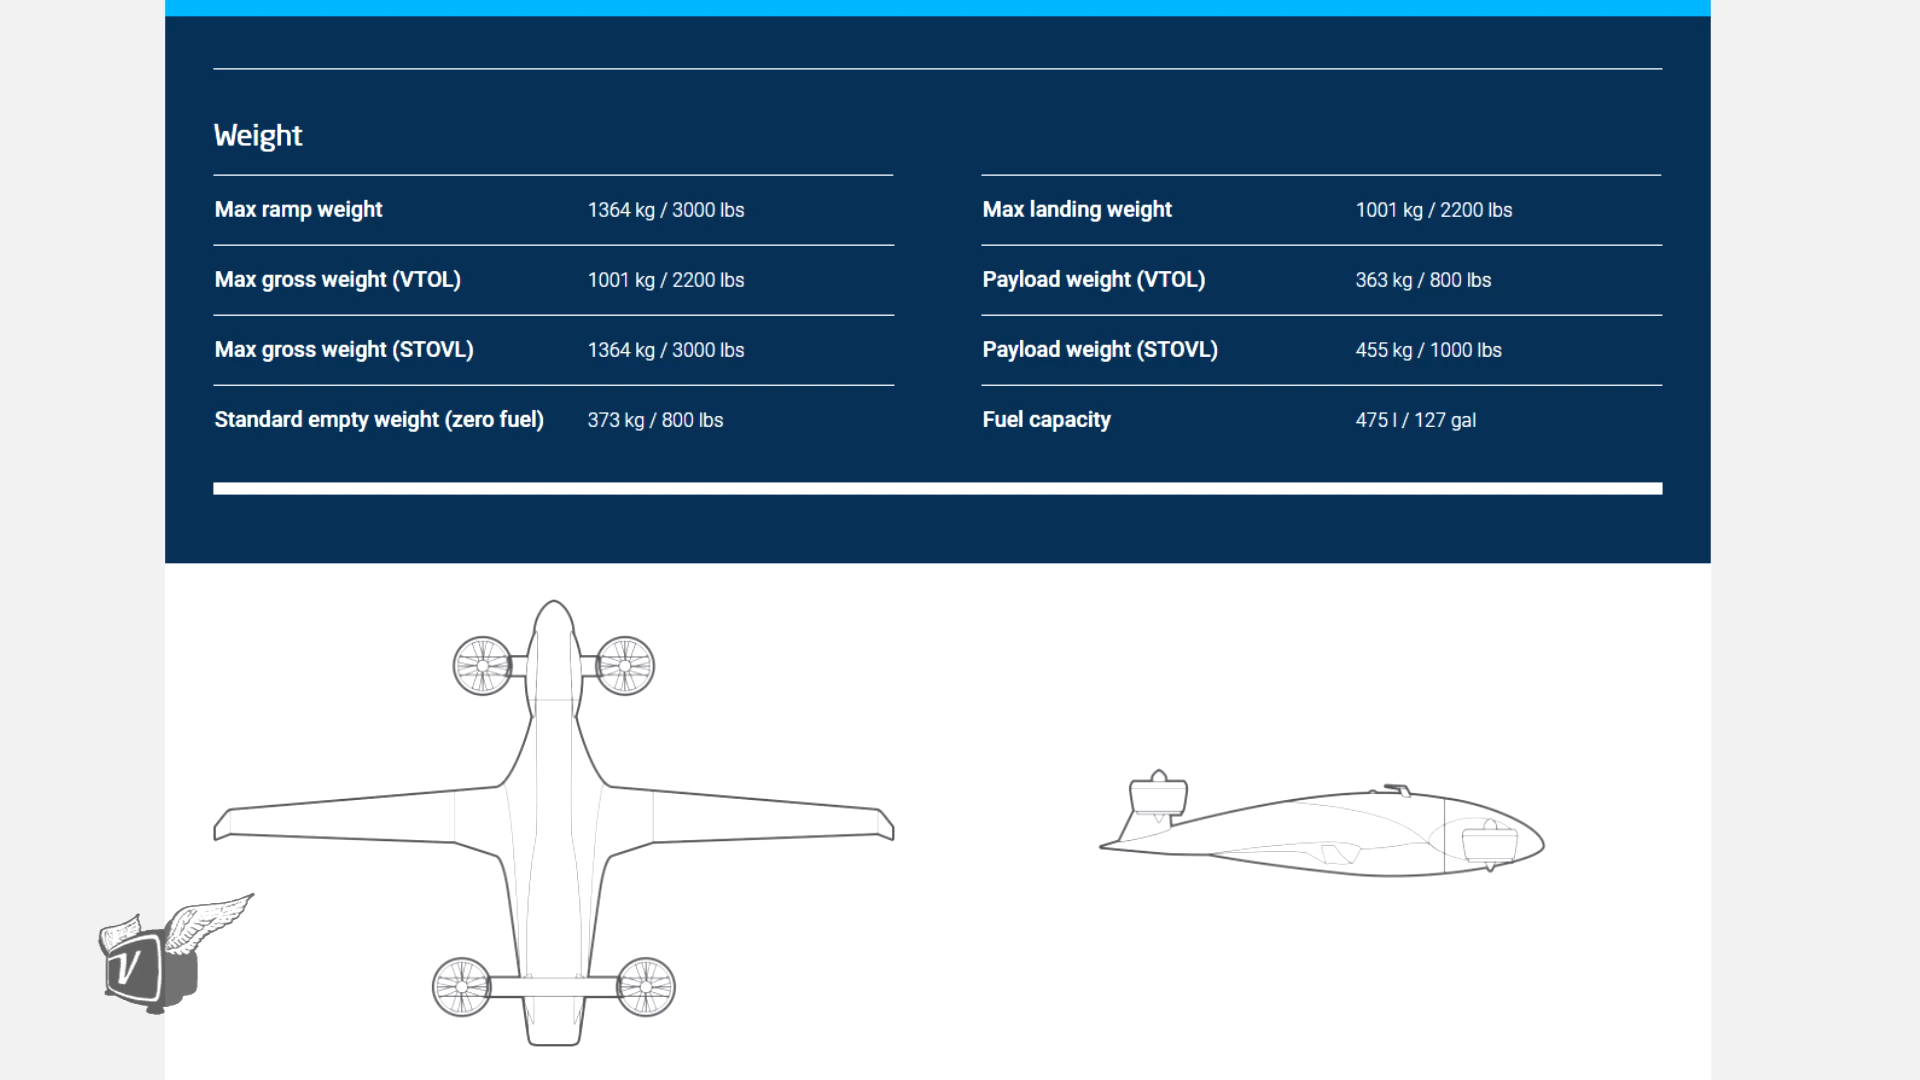 Weight
Max ramp weight 1364 kg / 3000 lbs
Max landing weight 1001 kg / 2200 lbs
Max gross weight (VTOL) 1001 kg / 2200 lbs
Payload weight (VTOL) 363 kg / 800 lbs
Max gross weight (STOVL) 1364 kg / 3000 lbs
Payload weight (STOVL) 455 kg / 1000 lbs
Standard empty weight (zero fuel) 373 kg / 800 lbs
Fuel capacity 475 l / 127 gal
V